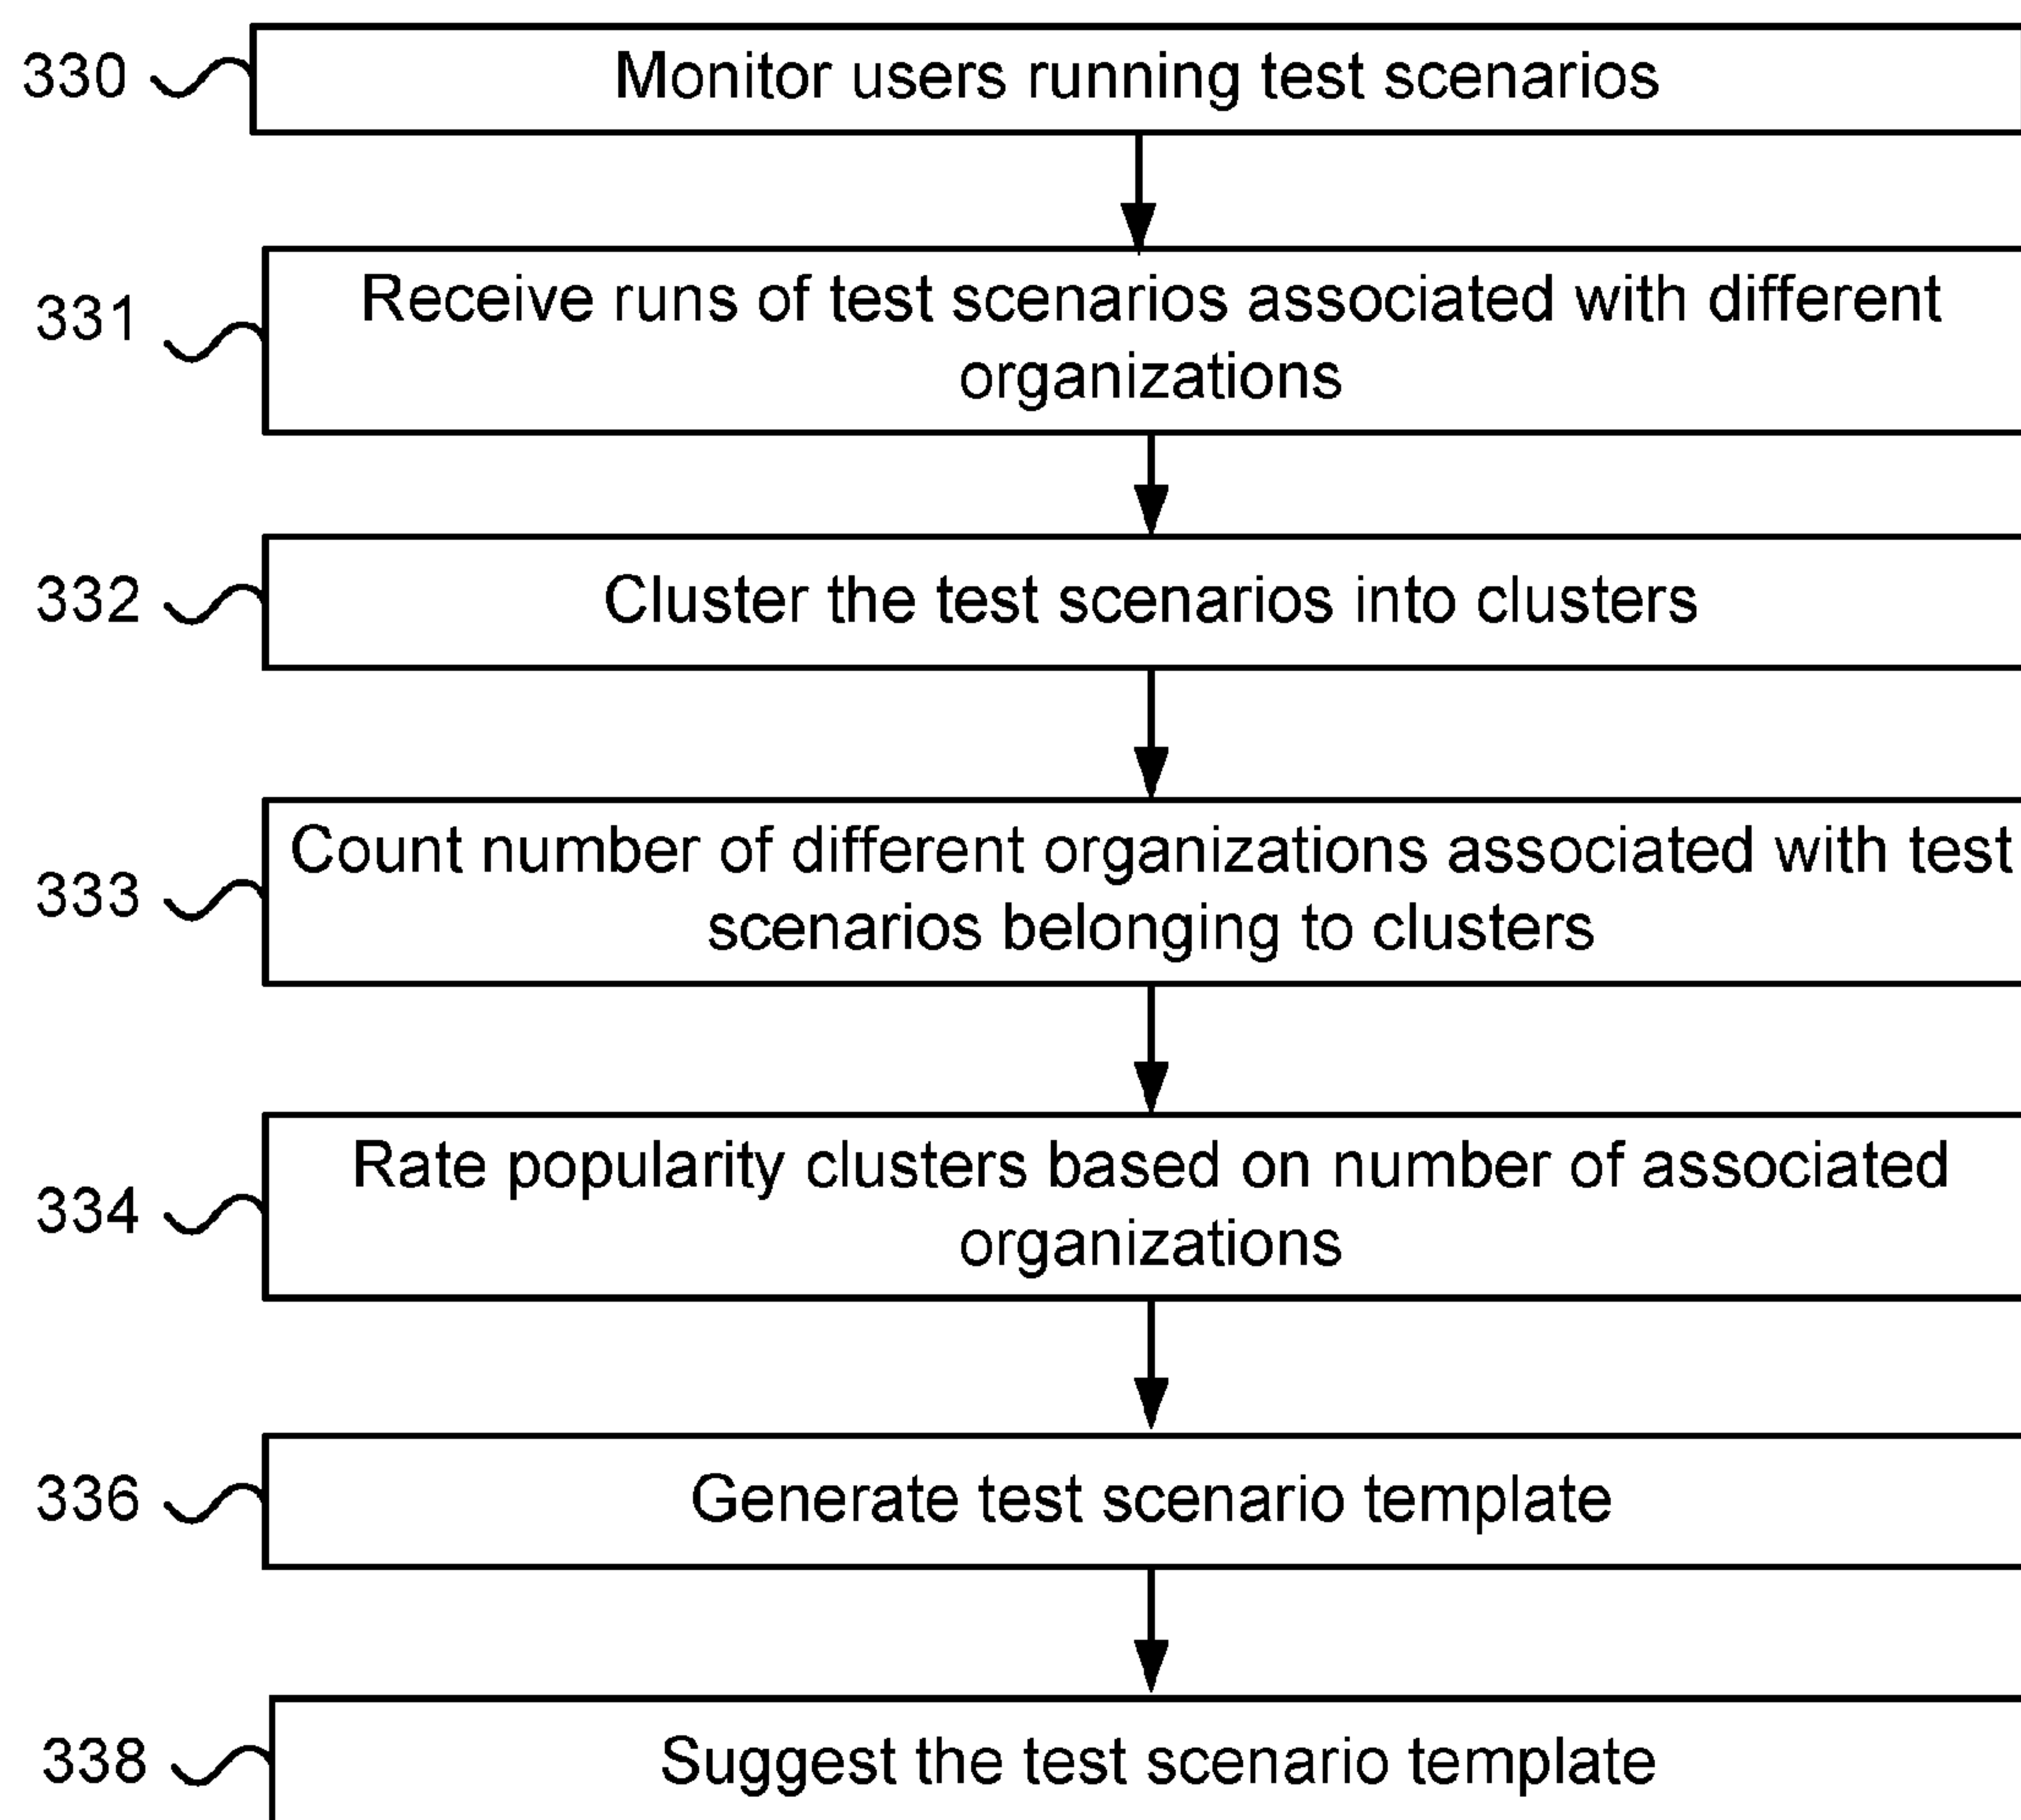 330
Monitor users running test scenarios
331
Receive runs of test scenarios associated with different
organizations
332
Cluster the test scenarios into clusters
333
Count number of different organizations associated with test
scenarios belonging to clusters
334
Rate popularity clusters based on number of associated
organizations
336
Generate test scenario template
338
Suggest the test scenario template